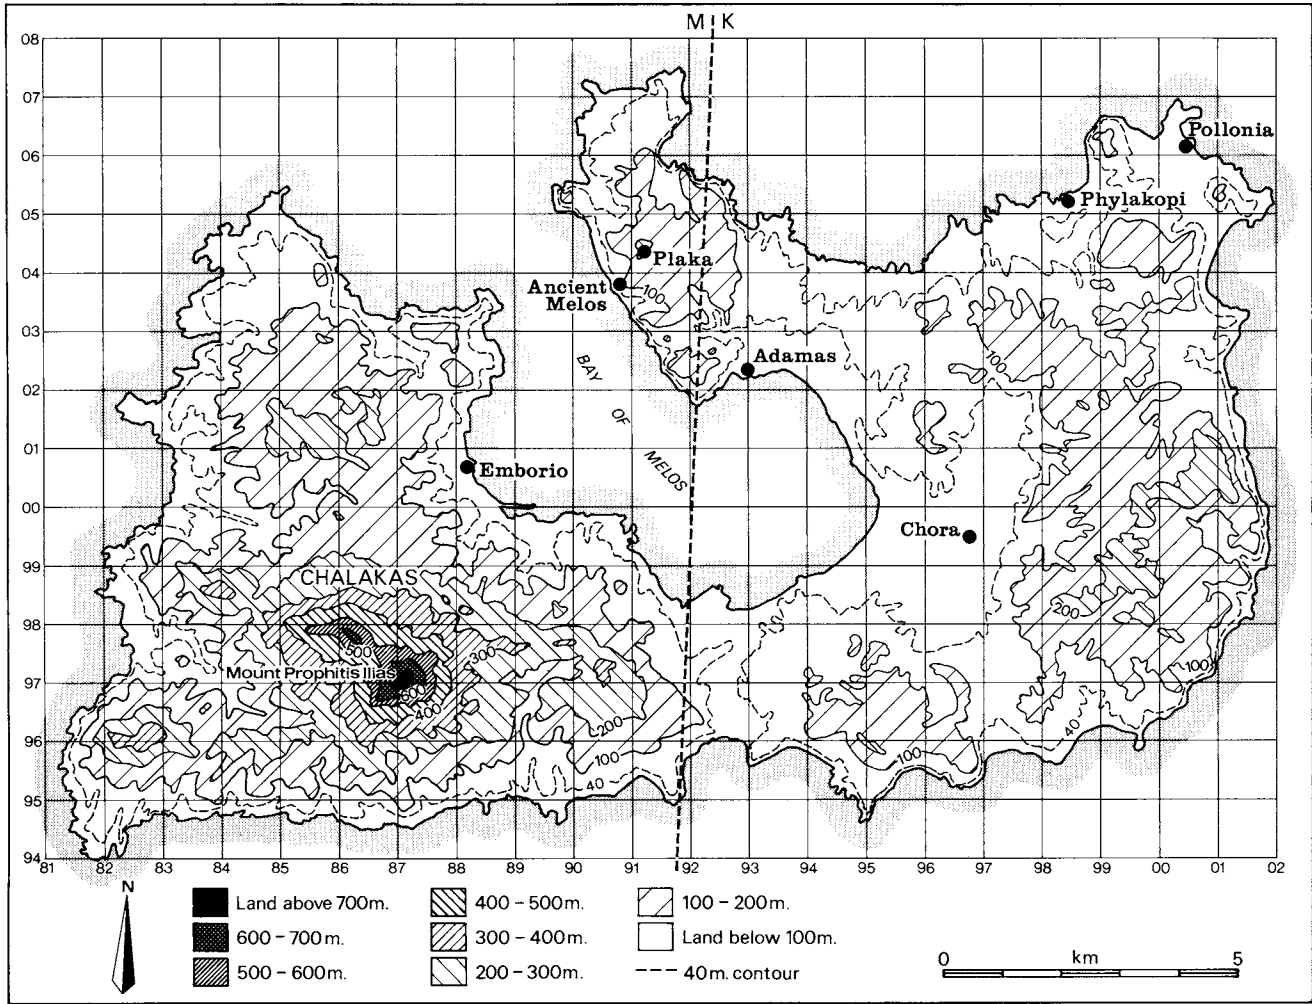 M K
08
07
06
05
04
03
02
01
00
99
98
97
96
95
94
81 82 83 84 85 86 87 88 89 90 91 92 93 94 95 96 97 98 99 00 01 02
Pollonia
Phylakopi
Plaka
Ancient
Melos
100
Adamas
100
BAY
OF
MELOS
Emborio
Chora
CHALAKAS
200
500
300
Mount Prophitis Ilias
600
400
200
100
40
100
100
40
N
Land above 700m.
600 – 700m.
500 – 600m.
400 – 500m.
300 – 400m.
200 – 300m.
100 – 200m.
Land below 100m.
40m. contour
0 km 5